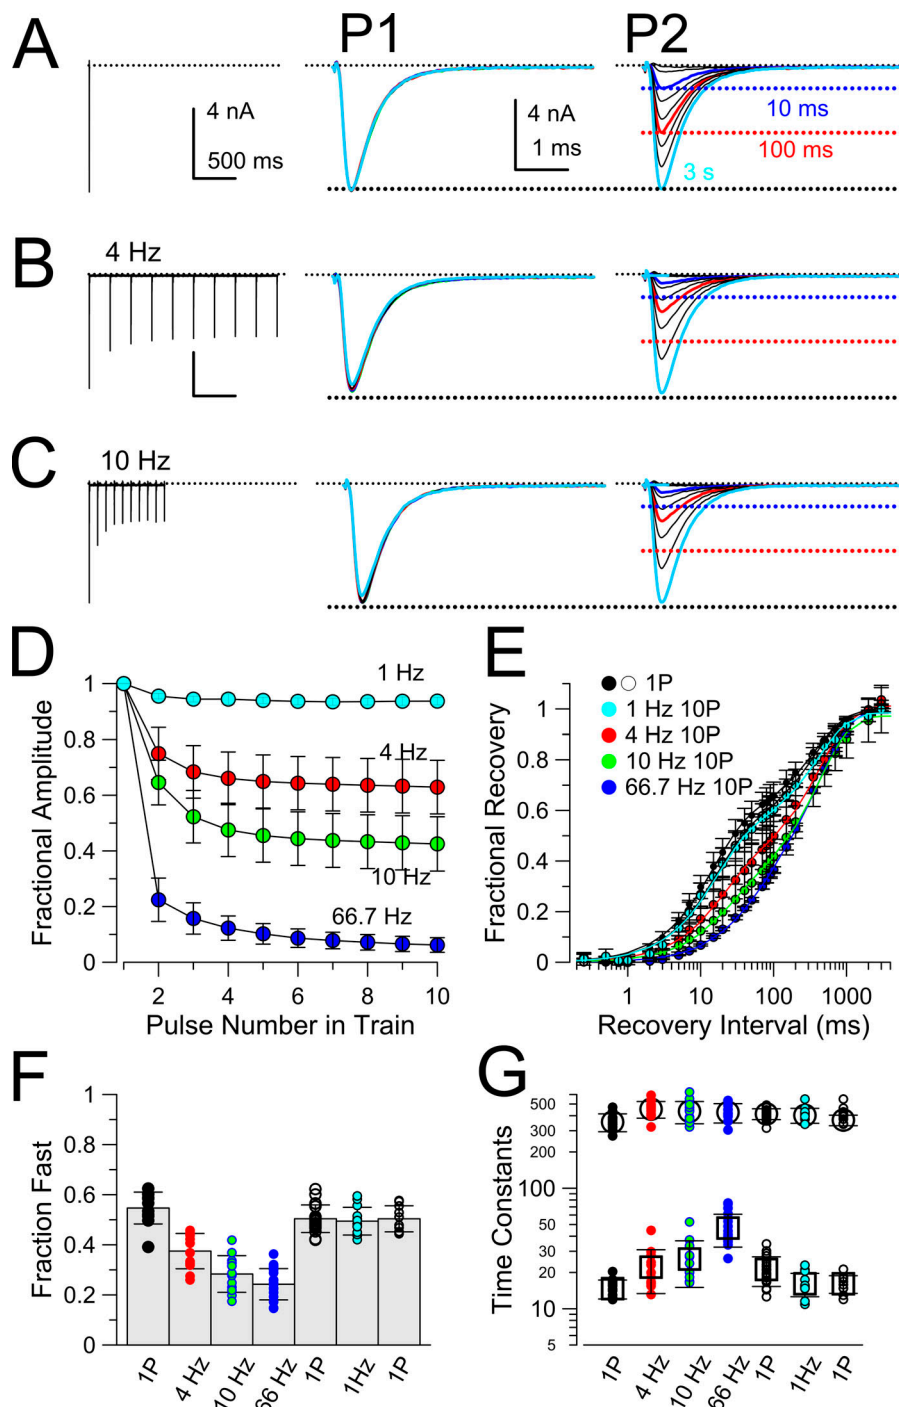 A
P1
P2
4 nA
500 ms
4 nA
1 ms
10 ms
100 ms
3 s
B
4 Hz
C
10 Hz
D
Fractional Amplitude
1
0.8
0.6
0.4
0.2
0
1 Hz
4 Hz
10 Hz
66.7 Hz
2 4 6 8 10
Pulse Number in Train
E
Fractional Recovery
1
0.8
0.6
0.4
0.2
0
1P
1 Hz 10P
4 Hz 10P
10 Hz 10P
66.7 Hz 10P
1 10 100 1000
Recovery Interval (ms)
F
Fraction Fast
1
0.8
0.6
0.4
0.2
0
1P 4 Hz 10 Hz 66 Hz 1P 1Hz 1P
G
Time Constants
500
300
200
100
50
30
20
10
5
1P 4 Hz 10 Hz 66 Hz 1P 1Hz 1P